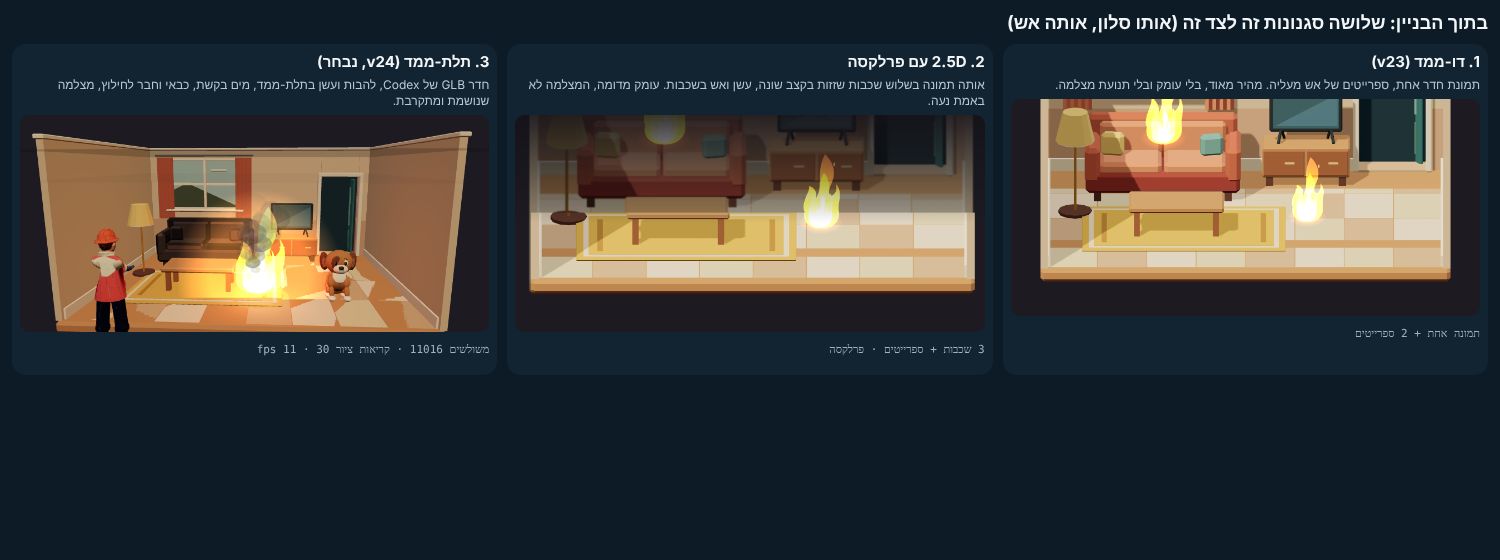 בתוך הבניין: שלושה סגנונות זה לצד זה (אותו סלון, אותה אש)
1. דו-ממד (v23)
תמונת חדר אחת, ספרייטים של אש מעליה. מהיר מאוד, בלי עומק ובלי תנועת מצלמה.
תמונה אחת + 2 ספרייטים
2. 2.5D עם פרלקסה
אותה תמונה בשלוש שכבות שזזות בקצב שונה, עשן ואש בשכבות. עומק מדומה, המצלמה לא
באמת נעה.
3 שכבות + ספרייטים · פרלקסה
3. תלת-ממד (v24, נבחר)
חדר GLB של Codex, להבות ועשן בתלת-ממד, מים בקשת, כבאי וחבר לחילוץ, מצלמה
שנושמת ומתקרבת.
משולשים 11016 · קריאות ציור 30 · 11 fps